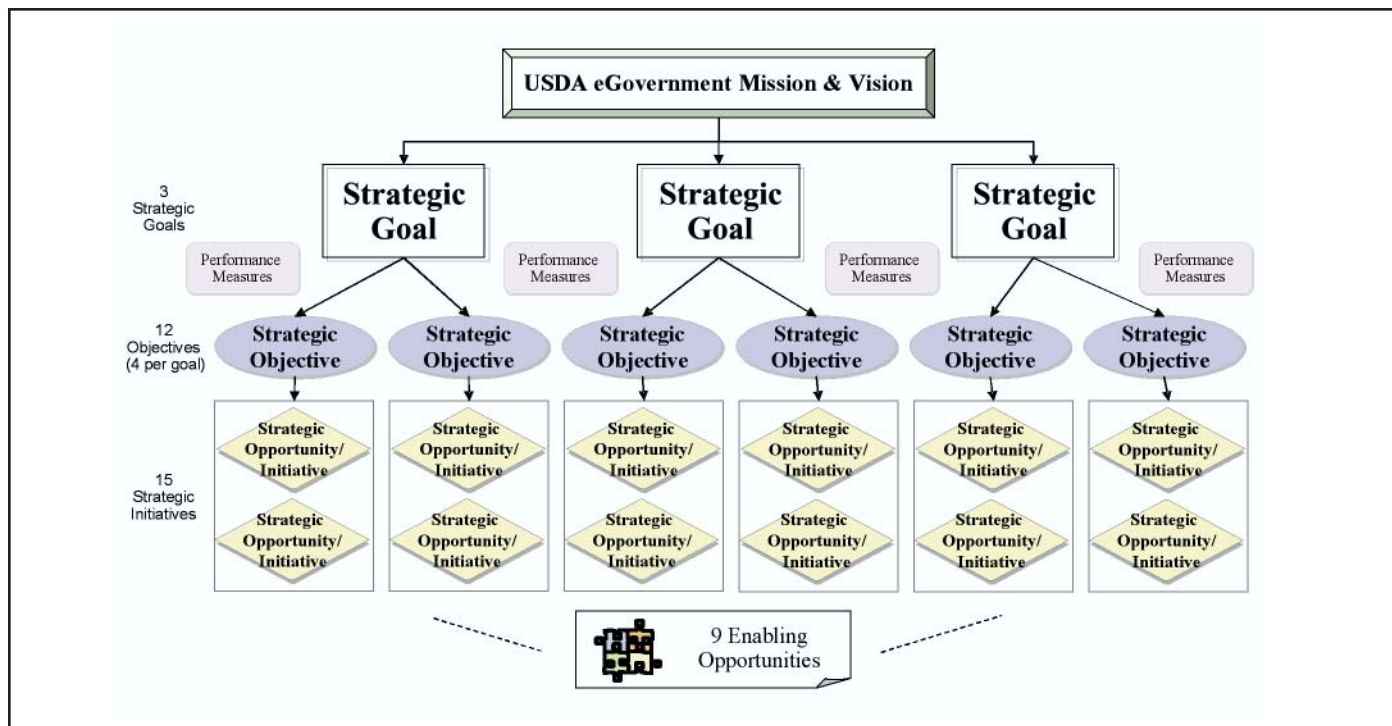 USDA eGovernment Mission & Vision
3
Strategic
Goals
Strategic
Goal
Strategic
Goal
Strategic
Goal
Performance
Measures
Performance
Measures
Performance
Measures
Performance
Measures
12
Objectives
(4 per goal)
Strategic
Objective
Strategic
Objective
Strategic
Objective
Strategic
Objective
Strategic
Objective
Strategic
Objective
15
Strategic
Initiatives
Strategic
Opportunity/
Initiative
Strategic
Opportunity/
Initiative
Strategic
Opportunity/
Initiative
Strategic
Opportunity/
Initiative
Strategic
Opportunity/
Initiative
Strategic
Opportunity/
Initiative
Strategic
Opportunity/
Initiative
Strategic
Opportunity/
Initiative
Strategic
Opportunity/
Initiative
Strategic
Opportunity/
Initiative
Strategic
Opportunity/
Initiative
Strategic
Opportunity/
Initiative
9 Enabling
Opportunities